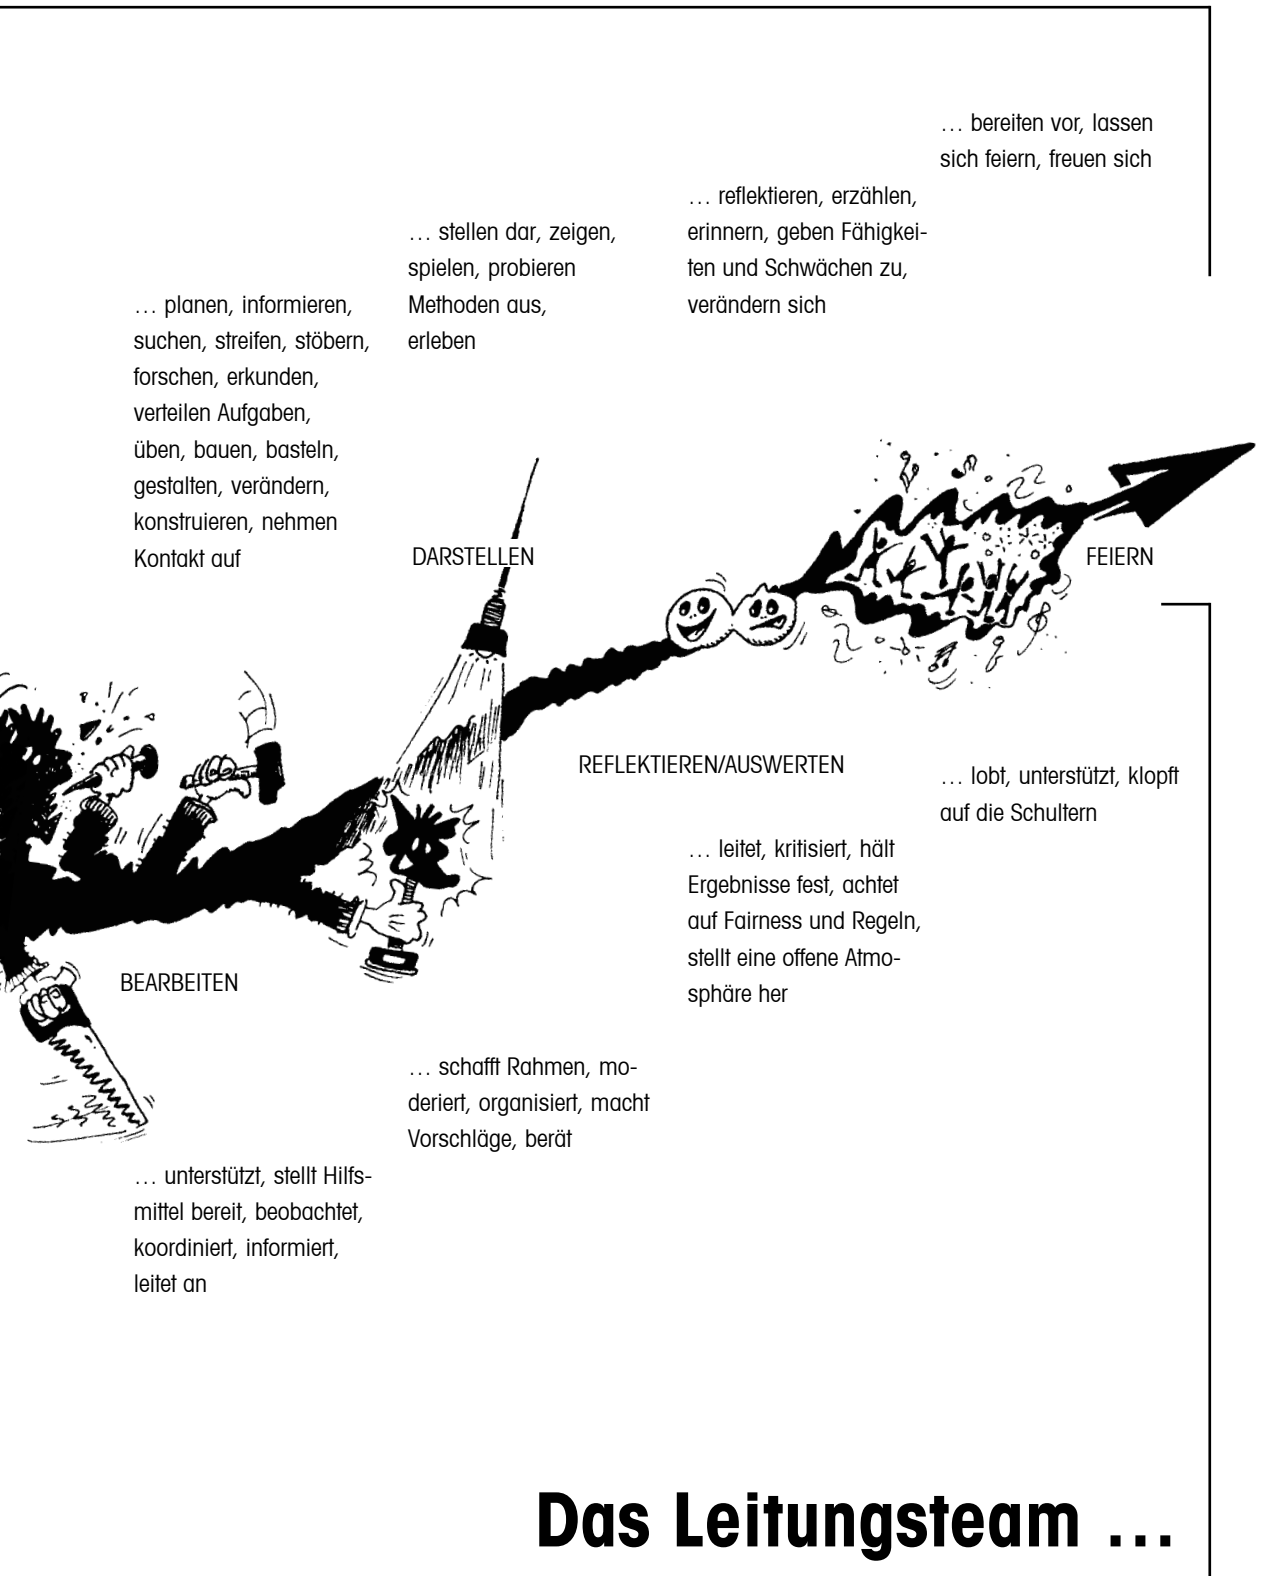 … bereiten vor, lassen
sich feiern, freuen sich
… reflektieren, erzählen,
erinnern, geben Fähigkei-
ten und Schwächen zu,
verändern sich
… stellen dar, zeigen,
spielen, probieren
Methoden aus,
erleben
… planen, informieren,
suchen, streifen, stöbern,
forschen, erkunden,
verteilen Aufgaben,
üben, bauen, basteln,
gestalten, verändern,
konstruieren, nehmen
Kontakt auf
DARSTELLEN
FEIERN
REFLEKTIEREN/AUSWERTEN
BEARBEITEN
… lobt, unterstützt, klopft
auf die Schultern
… leitet, kritisiert, hält
Ergebnisse fest, achtet
auf Fairness und Regeln,
stellt eine offene Atmo-
sphäre her
… schafft Rahmen, mo-
deriert, organisiert, macht
Vorschläge, berät
… unterstützt, stellt Hilfs-
mittel bereit, beobachtet,
koordiniert, informiert,
leitet an
Das Leitungsteam …